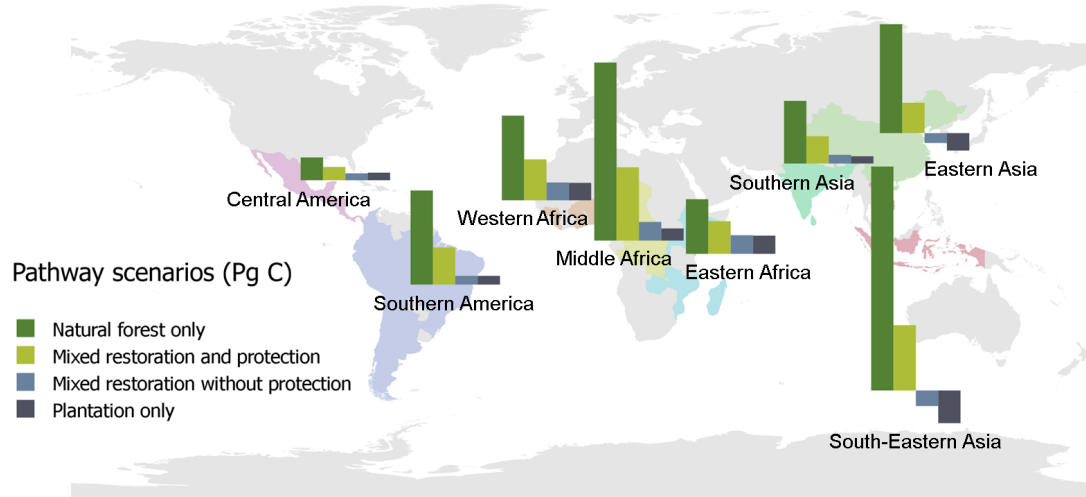 Eastern Asia
Southern Asia
Central America
Western Africa
Middle Africa
Eastern Africa
Pathway scenarios (Pg C)
Southern America
Natural forest only
Mixed restoration and protection
Mixed restoration without protection
Plantation only
South-Eastern Asia